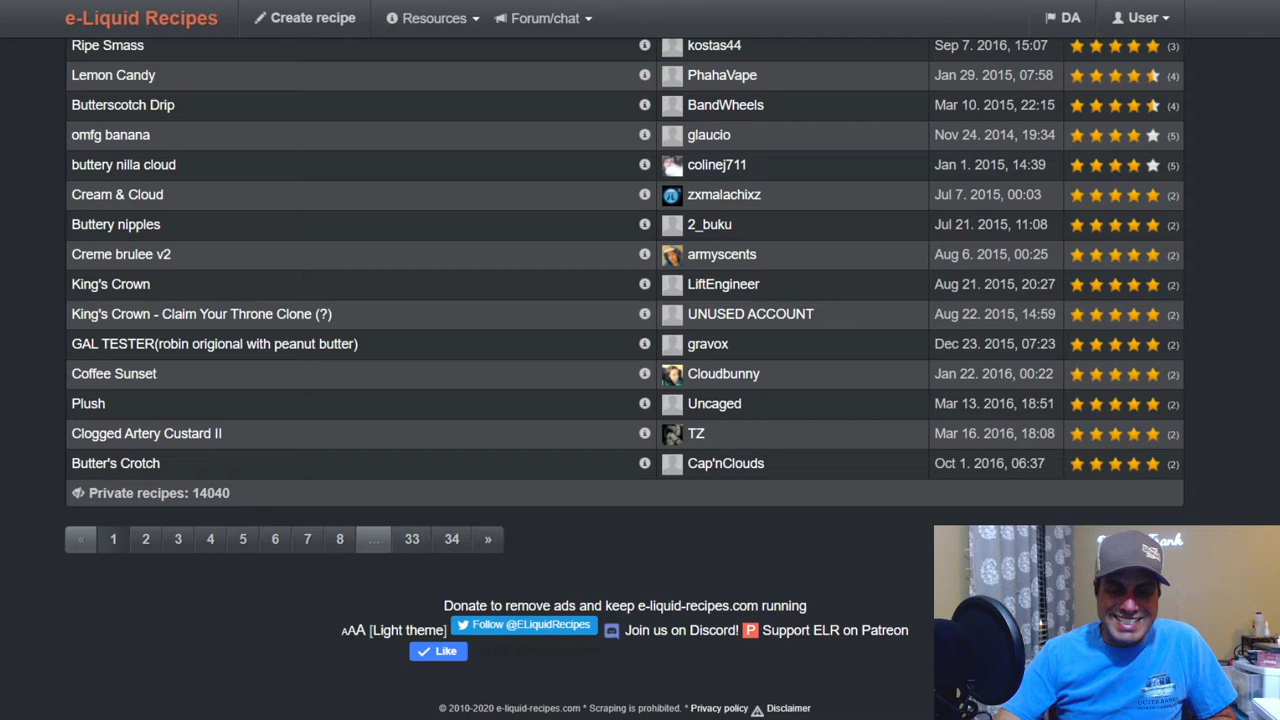 e-Liquid Recipes Create recipe Resources Forum/chat DA User
Ripe Smass kostas44 Sep 7. 2016, 15:07 (3)
Lemon Candy PhahaVape Jan 29. 2015, 07:58 (4)
Butterscotch Drip BandWheels Mar 10. 2015, 22:15 (4)
omfg banana glaucio Nov 24. 2014, 19:34 (5)
buttery nilla cloud colinej711 Jan 1. 2015, 14:39 (5)
Cream & Cloud zxmalachixz Jul 7. 2015, 00:03 (2)
Buttery nipples 2_buku Jul 21. 2015, 11:08 (2)
Creme brulee v2 armyscents Aug 6. 2015, 00:25 (2)
King's Crown LiftEngineer Aug 21. 2015, 20:27 (2)
King's Crown - Claim Your Throne Clone (?) UNUSED ACCOUNT Aug 22. 2015, 14:59 (2)
GAL TESTER(robin origional with peanut butter) gravox Dec 23. 2015, 07:23 (2)
Coffee Sunset Cloudbunny Jan 22. 2016, 00:22 (2)
Plush Uncaged Mar 13. 2016, 18:51 (2)
Clogged Artery Custard II TZ Mar 16. 2016, 18:08 (2)
Butter's Crotch Cap'nClouds Oct 1. 2016, 06:37 (2)
Private recipes: 14040
« 1 2 3 4 5 6 7 8 ... 33 34 »
Donate to remove ads and keep e-liquid-recipes.com running
AAA [Light theme] Follow @ELiquidRecipes Join us on Discord! Support ELR on Patreon
Like
© 2010-2020 e-liquid-recipes.com * Scraping is prohibited. * Privacy policy Disclaimer
OUTER BANKS